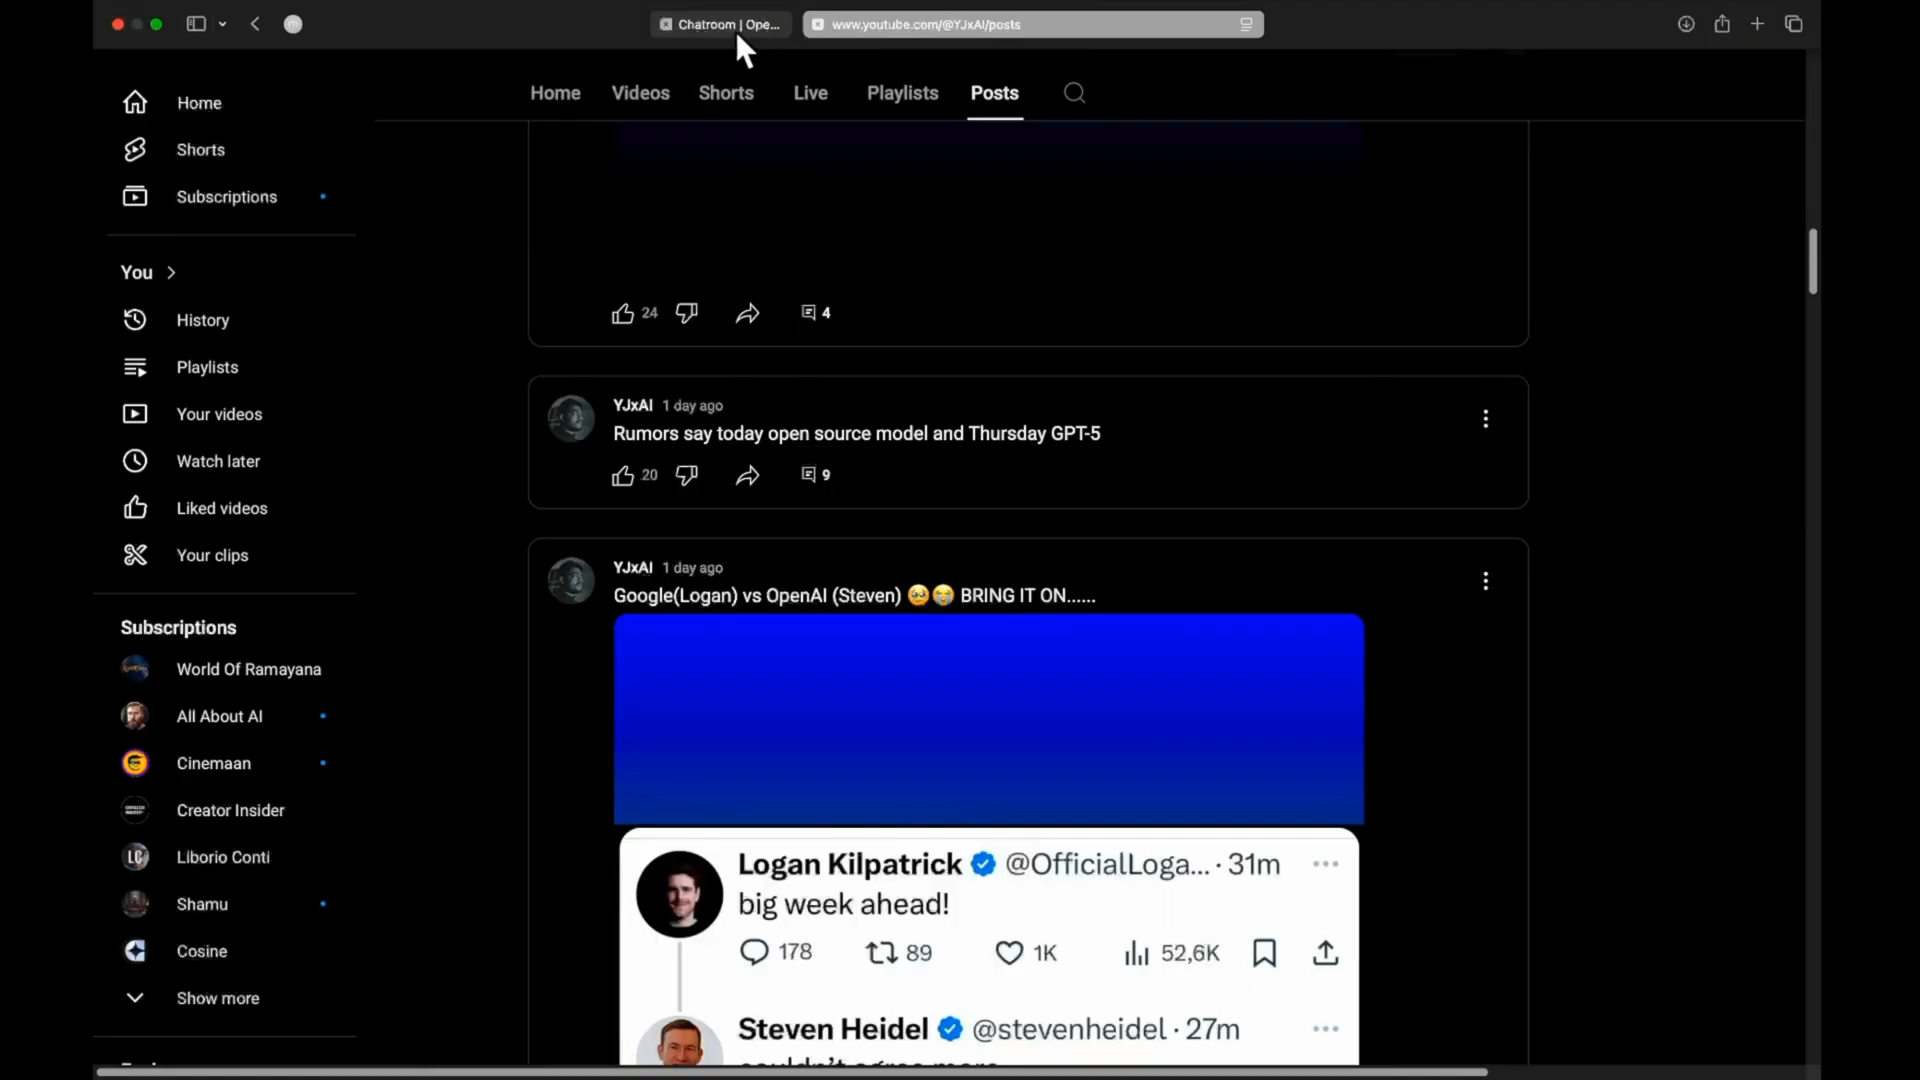 Chatroom | Ope...
www.youtube.com/@YJxAI/posts
Home
Videos
Shorts
Live
Playlists
Posts
Home
Shorts
Subscriptions
You
History
Playlists
Your videos
Watch later
Liked videos
Your clips
Subscriptions
World Of Ramayana
All About AI
Cinemaan
Creator Insider
LC
Liborio Conti
Shamu
Cosine
Show more
24
4
YJxAI 1 day ago
Rumors say today open source model and Thursday GPT-5
20
9
YJxAI 1 day ago
Google(Logan) vs OpenAI (Steven) 🥹😭 BRING IT ON......
Logan Kilpatrick @OfficialLoga... · 31m
big week ahead!
178 89 1K 52,6K
Steven Heidel @stevenheidel · 27m
couldn't agree more